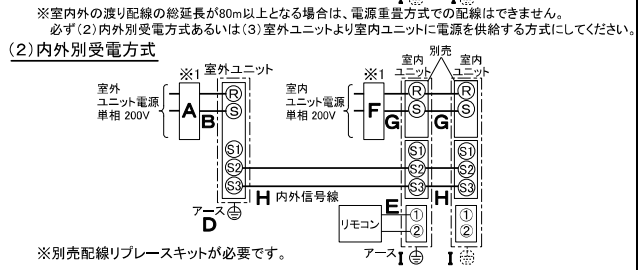 ※室内外の渡り配線の総延長が80m以上となる場合は、電源重畳方式での配線はできません。
必ず(2)内外別受電方式あるいは(3)室外ユニットより室内ユニットに電源を供給する方式にしてください。
(2)内外別受電方式
別売
※1
室外ユニット
※1
室内
ユニット
室内
ユニット
室外
ユニット電源
単相 200V
A
B
R
S
室内
ユニット電源
単相 200V
F
G
R
S
G
R
S
S1
S2
S3
S1
S2
S3
S1
S2
S3
H 内外信号線
H
アース
D
リモコン
E
①
②
①
②
※別売配線リプレースキットが必要です。
アース I
I